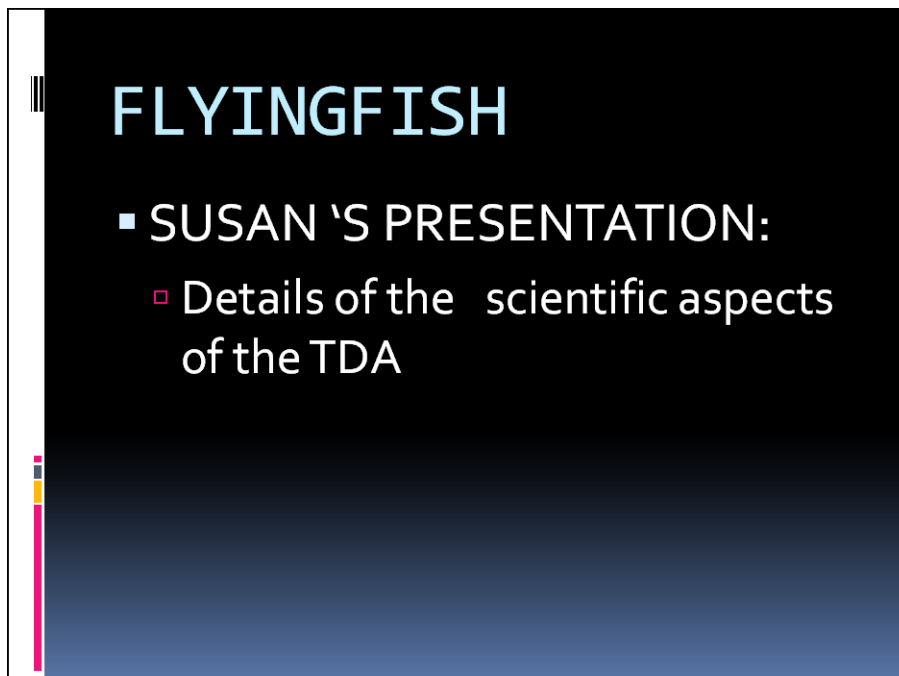 FLYINGFISH
SUSAN ‘S PRESENTATION:
Details of the   scientific aspects
of the TDA